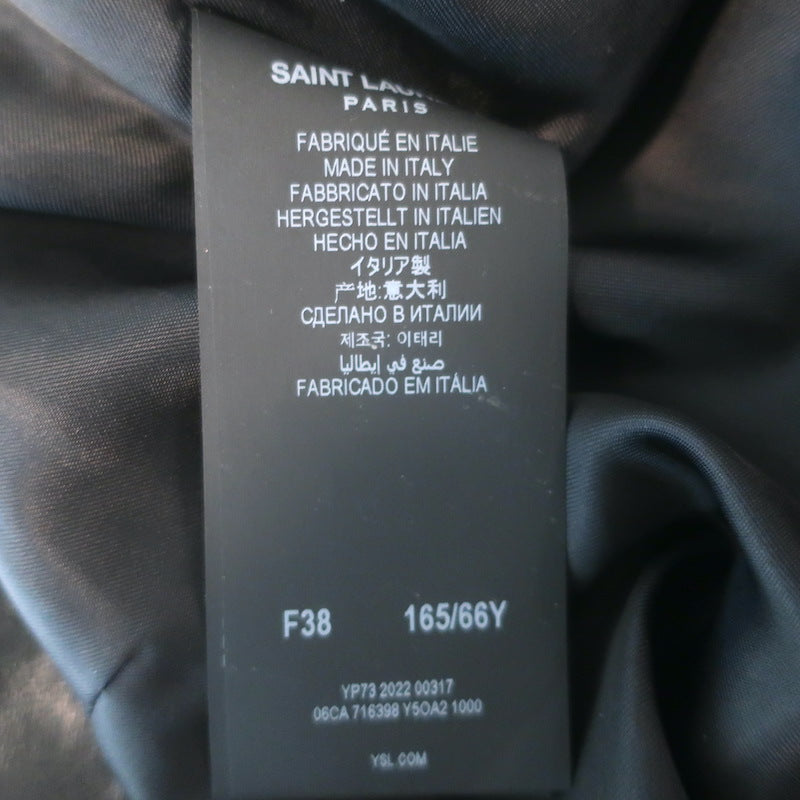 SAINT
PARIS
FABRIQUÉ EN ITALIE
MADE IN ITALY
FABBRICATO IN ITALIA
HERGESTELLT IN ITALIEN
HECHO EN ITALIA
イタリア製
产地:意大利
СДЕЛАНО В ИТАЛИИ
제조국: 이태리
صنع في إيطاليا
FABRICADO EM ITÁLIA
F38 165/66Y
YP73 2022 00317
06CA 716398 Y5OA2 1000
YSL.COM